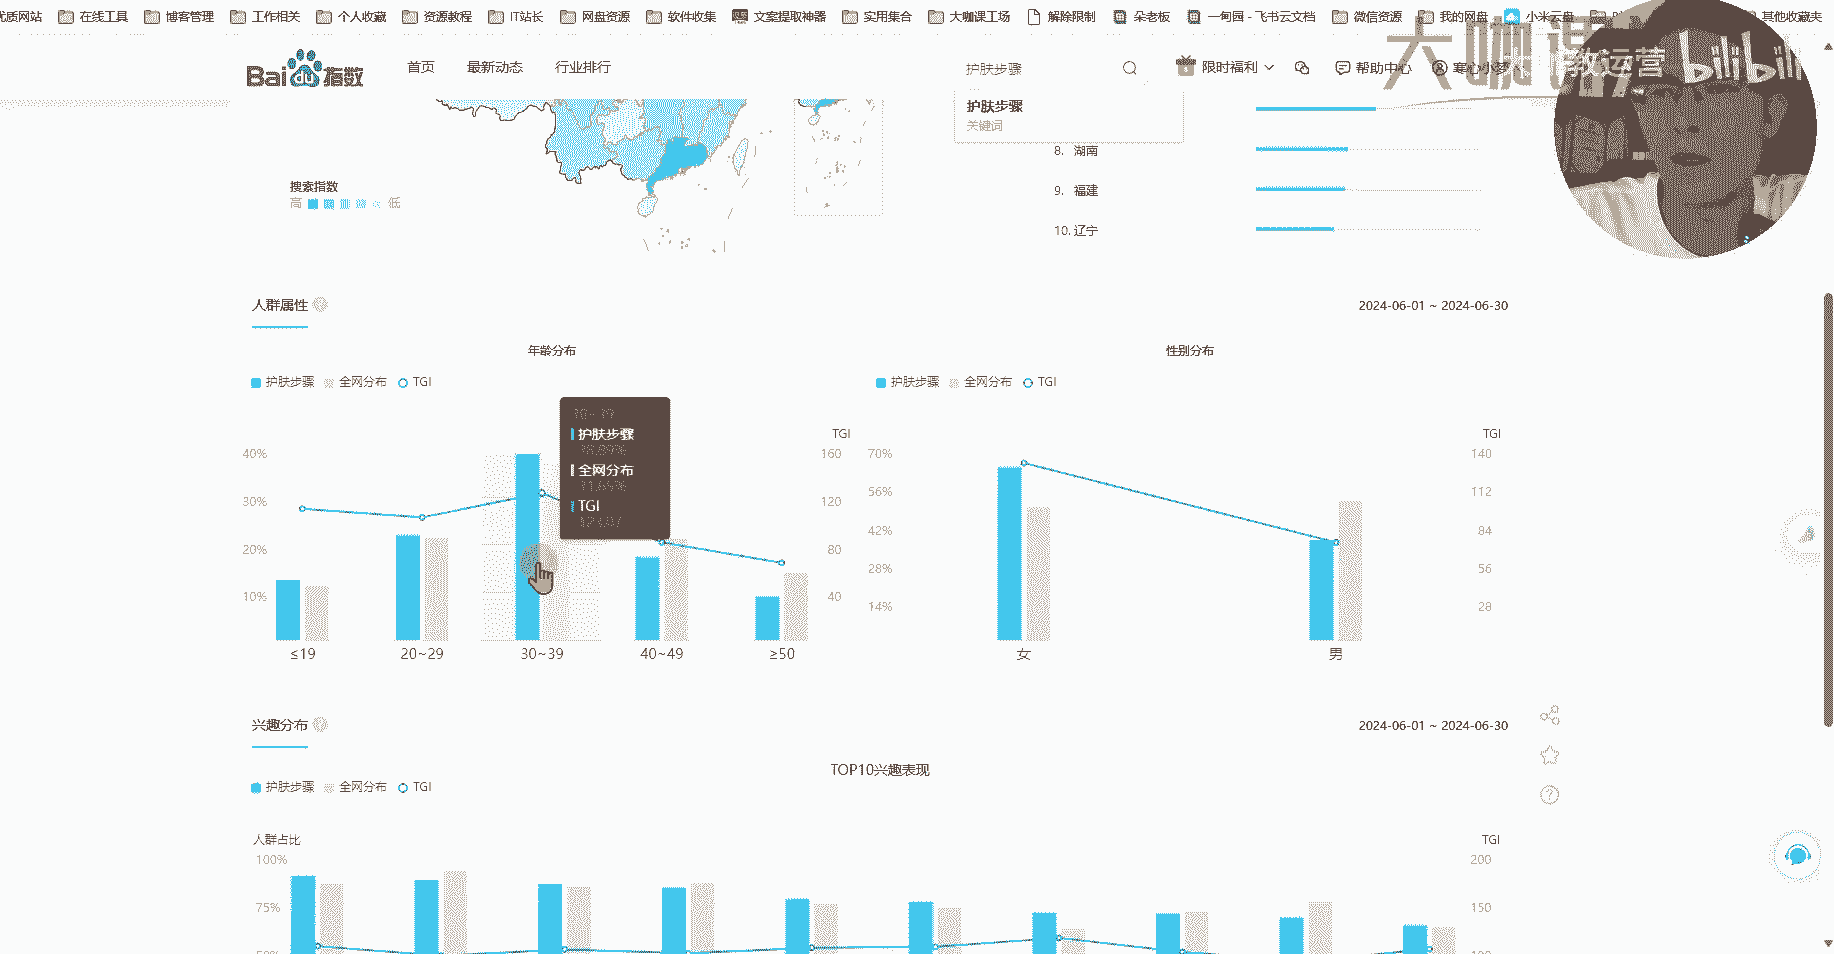 优质网站 在线工具 博客管理 工作相关 个人收藏 资源教程 IT站长 网盘资源 软件收集 文案提取神器 实用集合 大咖课工场 解除限制 朵老板 一甸园 - 飞书云文档 微信资源 我的网盘 小米云盘 其他收藏夹
大咖课
教运营 bilibili
Bai du 指数 首页 最新动态 行业排行 护肤步骤 限时福利 帮助中心 寒心小梦
护肤步骤
关键词
8. 湖南
搜索指数
高 低
9. 福建
10. 辽宁
人群属性 2024-06-01 ~ 2024-06-30
年龄分布 性别分布
护肤步骤 全网分布 TGI 护肤步骤 全网分布 TGI
护肤步骤
全网分布
TGI
TGI TGI
40% 160 70% 140
30% 120 56% 112
42% 84
20% 80 28% 56
10% 40 14% 28
≤19 20~29 30~39 40~49 ≥50 女 男
兴趣分布 2024-06-01 ~ 2024-06-30
TOP10兴趣表现
护肤步骤 全网分布 TGI
人群占比 TGI
100% 200
75% 150